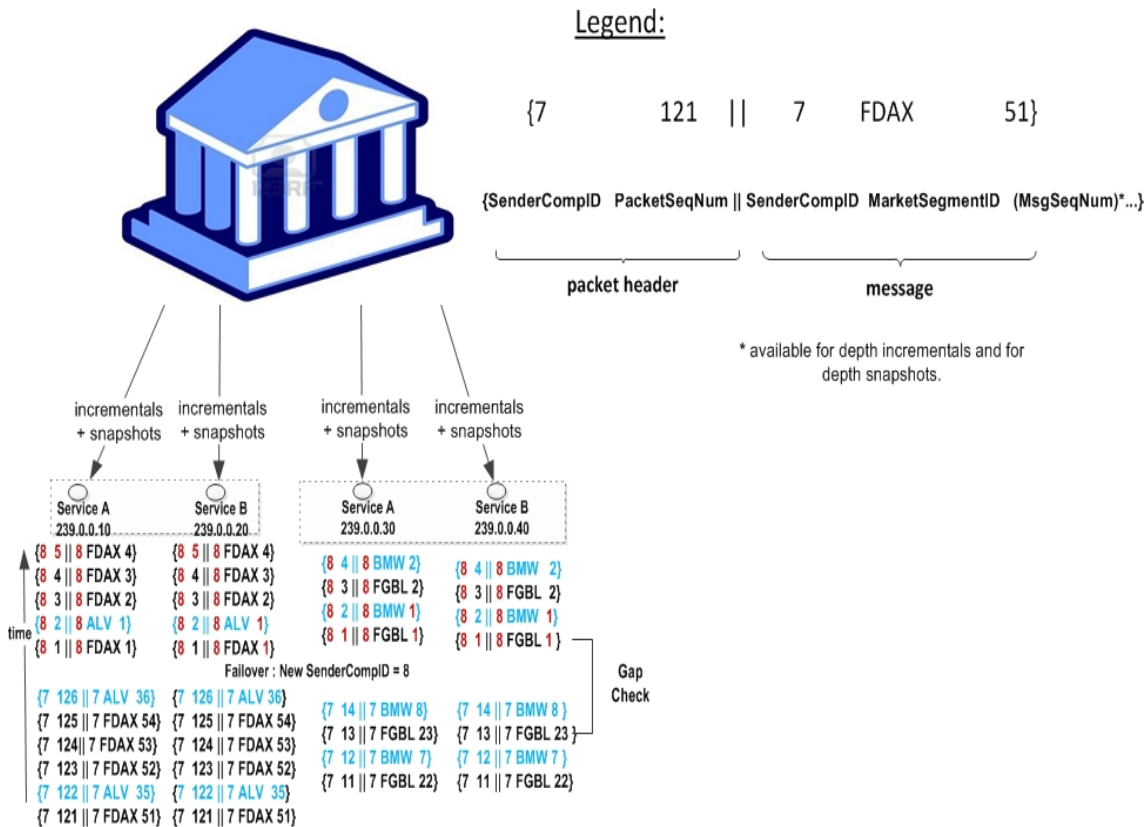 Legend:
{7 121 || 7 FDAX 51}
{SenderCompID PacketSeqNum || SenderCompID MarketSegmentID (MsgSeqNum)*...}
packet header
message
* available for depth incrementals and for
depth snapshots.
incrementals
+ snapshots
incrementals
+ snapshots
incrementals
+ snapshots
incrementals
+ snapshots
Service A
239.0.0.10
Service B
239.0.0.20
Service A
239.0.0.30
Service B
239.0.0.40
time
{8 5 || 8 FDAX 4}
{8 4 || 8 FDAX 3}
{8 3 || 8 FDAX 2}
{8 2 || 8 ALV 1}
{8 1 || 8 FDAX 1}
{8 5 || 8 FDAX 4}
{8 4 || 8 FDAX 3}
{8 3 || 8 FDAX 2}
{8 2 || 8 ALV 1}
{8 1 || 8 FDAX 1}
{8 4 || 8 BMW 2}
{8 3 || 8 FGBL 2}
{8 2 || 8 BMW 1}
{8 1 || 8 FGBL 1}
{8 4 || 8 BMW 2}
{8 3 || 8 FGBL 2}
{8 2 || 8 BMW 1}
{8 1 || 8 FGBL 1 }
Failover : New SenderCompID = 8
Gap
Check
{7 126 || 7 ALV 36}
{7 125 || 7 FDAX 54}
{7 124|| 7 FDAX 53}
{7 123 || 7 FDAX 52}
{7 122 || 7 ALV 35}
{7 121 || 7 FDAX 51}
{7 126 || 7 ALV 36}
{7 125 || 7 FDAX 54}
{7 124 || 7 FDAX 53}
{7 123 || 7 FDAX 52}
{7 122 || 7 ALV 35}
{7 121 || 7 FDAX 51}
{7 14 || 7 BMW 8}
{7 13 || 7 FGBL 23}
{7 12 || 7 BMW 7}
{7 11 || 7 FGBL 22}
{7 14 || 7 BMW 8 }
{7 13 || 7 FGBL 23 }
{7 12 || 7 BMW 7 }
{7 11 || 7 FGBL 22}